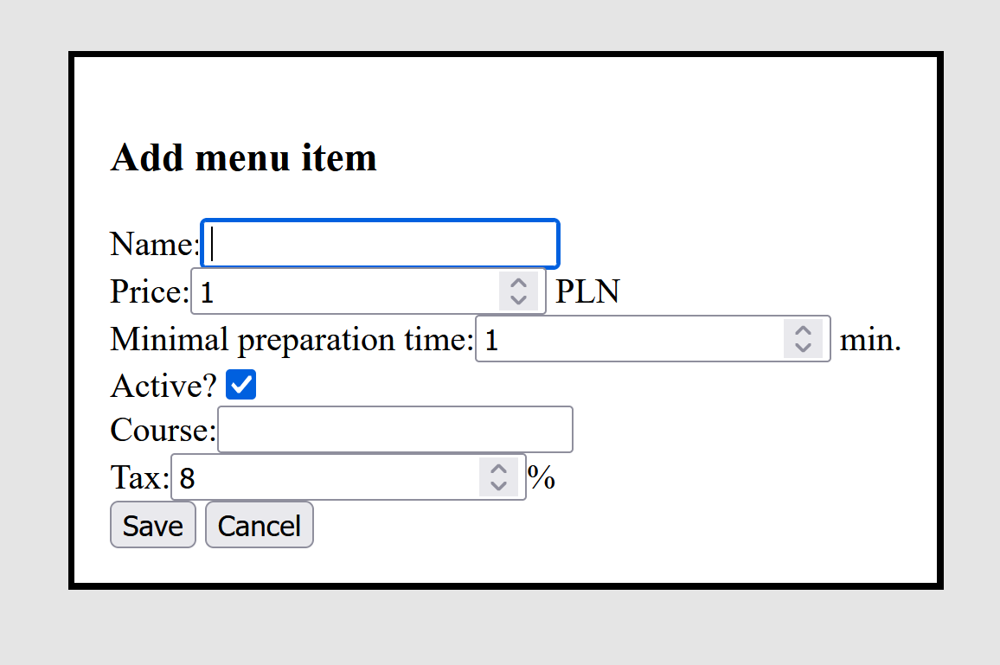 Add menu item
Name:
Price: 1 PLN
Minimal preparation time: 1 min.
Active?
Course:
Tax: 8 %
Save Cancel